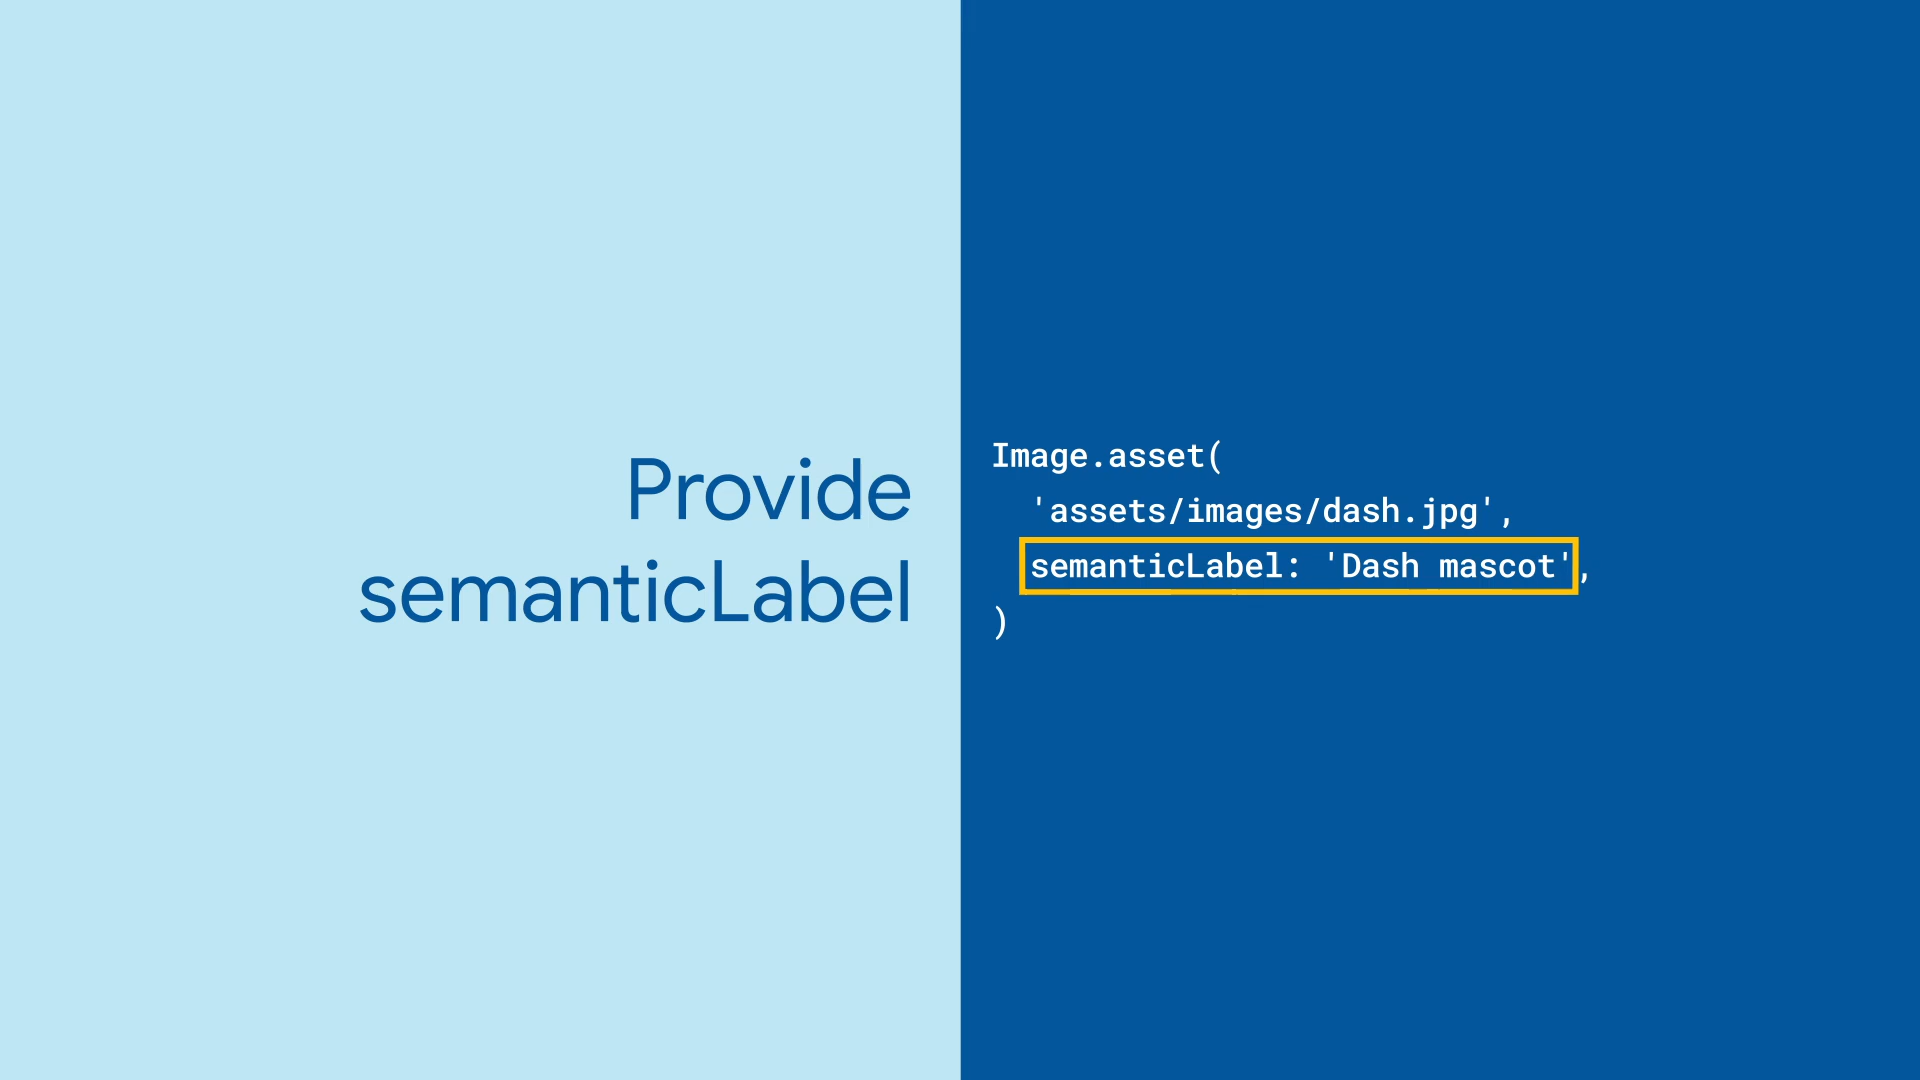 Provide
semanticLabel
Image.asset(
'assets/images/dash.jpg',
semanticLabel: 'Dash mascot',
)